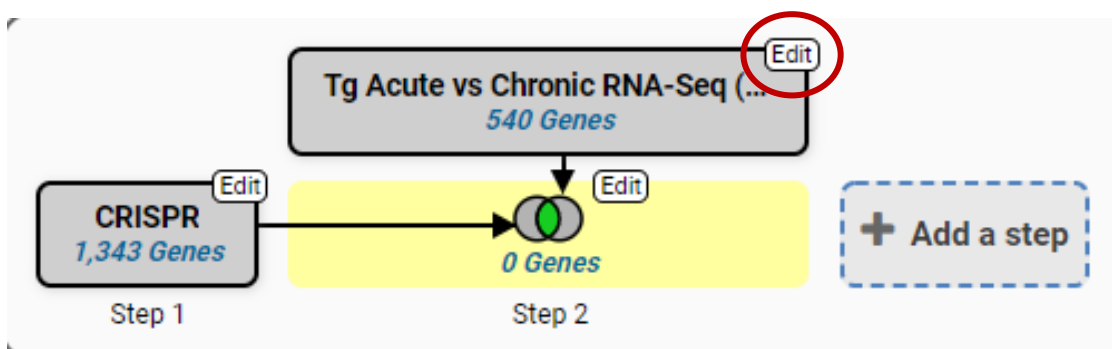 Edit
Tg Acute vs Chronic RNA-Seq (...
540 Genes
Edit
CRISPR
1,343 Genes
Edit
0 Genes
+ Add a step
Step 1
Step 2